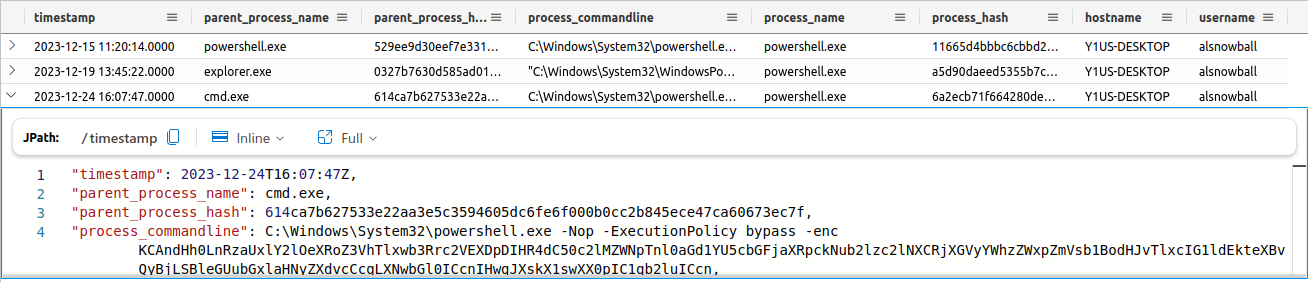 timestamp parent_process_name parent_process_h... process_commandline process_name process_hash hostname username
2023-12-15 11:20:14.0000 powershell.exe 529ee9d30eef7e331... C:\Windows\System32\powershell.e... powershell.exe 11665d4bbbc6cbbd2... Y1US-DESKTOP alsnowball
2023-12-19 13:45:22.0000 explorer.exe 0327b7630d585ad01... "C:\Windows\System32\WindowsPo... powershell.exe a5d90daeed5355b7c... Y1US-DESKTOP alsnowball
2023-12-24 16:07:47.0000 cmd.exe 614ca7b627533e22a... C:\Windows\System32\powershell.e... powershell.exe 6a2ecb71f664280de... Y1US-DESKTOP alsnowball
JPath: /timestamp Inline Full
1 "timestamp": 2023-12-24T16:07:47Z,
2 "parent_process_name": cmd.exe,
3 "parent_process_hash": 614ca7b627533e22aa3e5c3594605dc6fe6f000b0cc2b845ece47ca60673ec7f,
4 "process_commandline": C:\Windows\System32\powershell.exe -Nop -ExecutionPolicy bypass -enc
KCAndHh0LnRzaUxlY2lOeXRoZ3VhTlxwb3Rrc2VEXDpDIHR4dC50c2lMZWNpTnl0aGd1YU5cbGFjaXRpckNub2lzc2lNXCRjXGVyYWhzZWxpZmVsb1BodHJvTlxcIG1ldEkteXBv
QyBjLSBleGUubGxlaHNyZXdvcCcgLXNwbGl0ICcnIHwgJXskX1swXX0pIC1qb2luICcn,